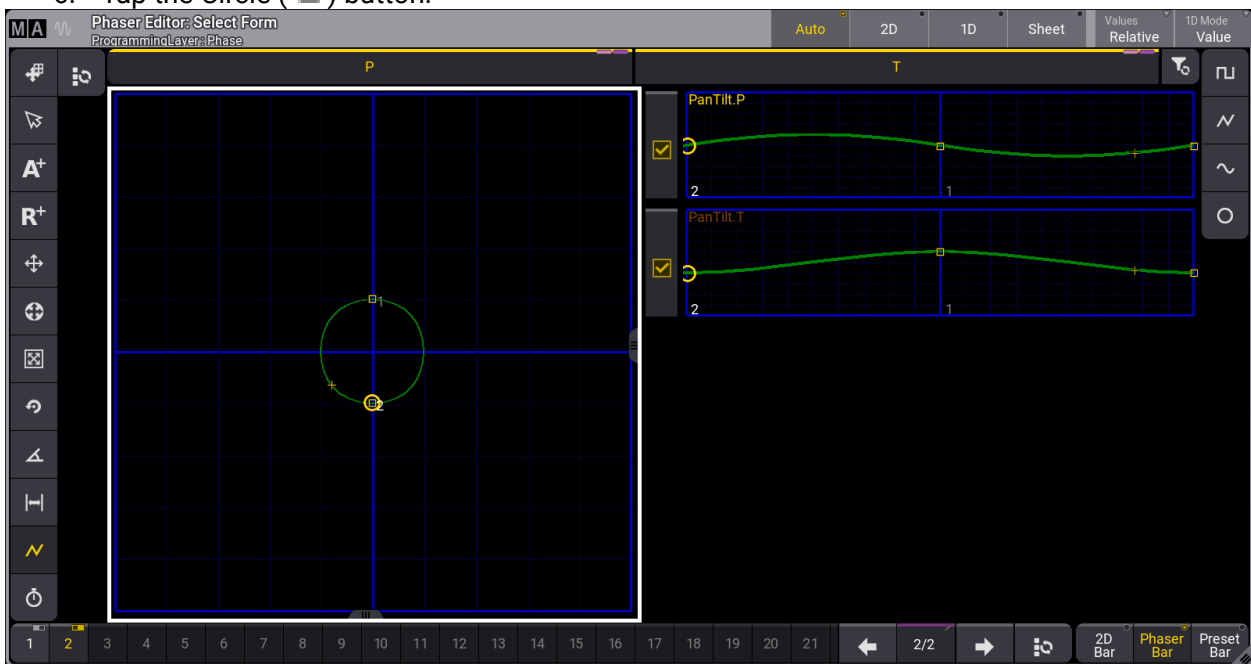 Tap the Circle ( ) button.
MA
Phaser Editor: Select Form
ProgrammingLayer: Phase
Auto
2D
1D
Sheet
Values
Relative
1D Mode
Value
P
T
A+
R+
PanTilt.P
2
1
PanTilt.T
2
1
1
2
1 2 3 4 5 6 7 8 9 10 11 12 13 14 15 16 17 18 19 20 21
2/2
2D
Bar
Phaser
Bar
Preset
Bar